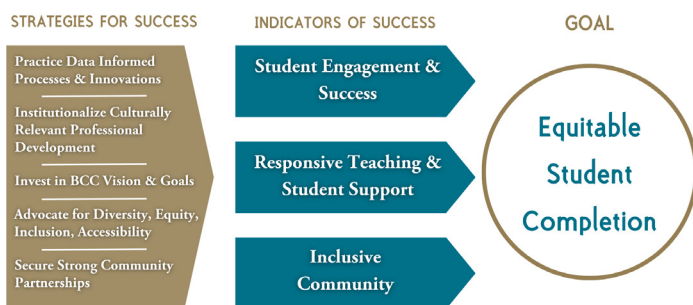 STRATEGIES FOR SUCCESS
Practice Data Informed
Processes & Innovations
Institutionalize Culturally
Relevant Professional
Development
Invest in BCC Vision & Goals
Advocate for Diversity, Equity,
Inclusion, Accessibility
Secure Strong Community
Partnerships
INDICATORS OF SUCCESS
Student Engagement &
Success
Responsive Teaching &
Student Support
Inclusive
Community
GOAL
Equitable
Student
Completion